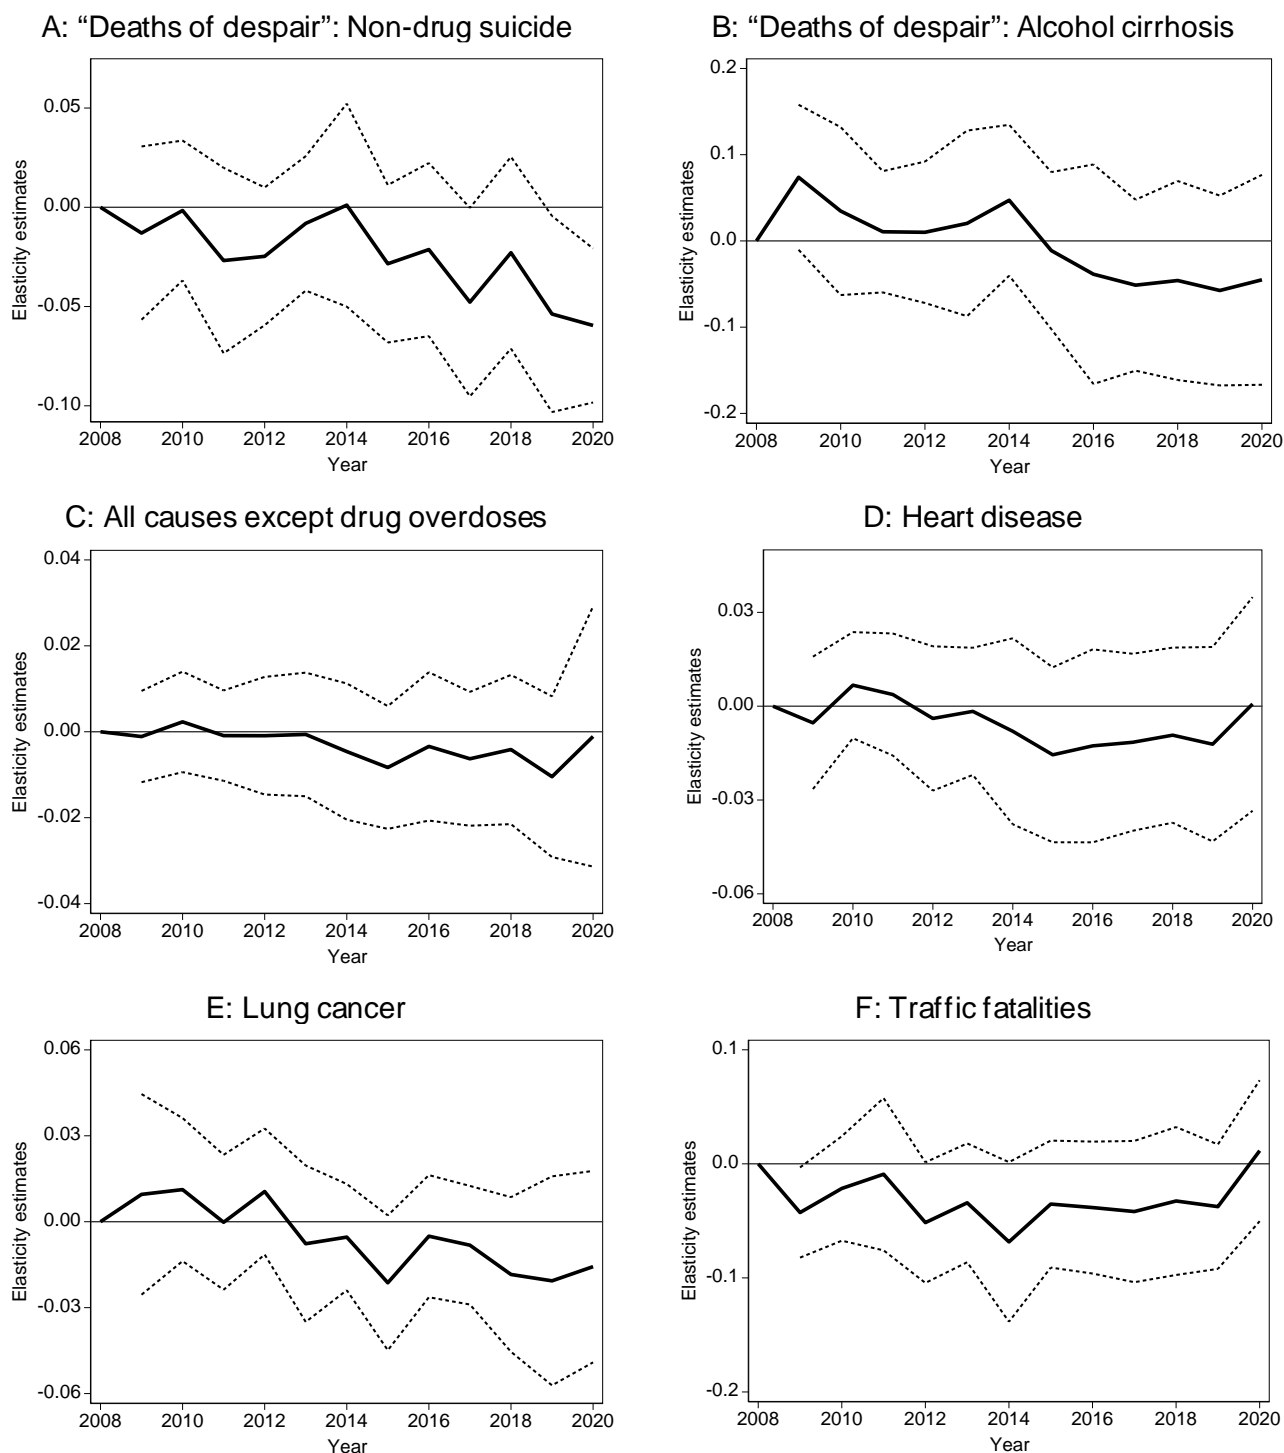 A: “Deaths of despair”: Non-drug suicide
Elasticity estimates
0.05
0.00
-0.05
-0.10
2008 2010 2012 2014 2016 2018 2020
Year
B: “Deaths of despair”: Alcohol cirrhosis
Elasticity estimates
0.2
0.1
0.0
-0.1
-0.2
2008 2010 2012 2014 2016 2018 2020
Year
C: All causes except drug overdoses
Elasticity estimates
0.04
0.02
0.00
-0.02
-0.04
2008 2010 2012 2014 2016 2018 2020
Year
D: Heart disease
Elasticity estimates
0.03
0.00
-0.03
-0.06
2008 2010 2012 2014 2016 2018 2020
Year
E: Lung cancer
Elasticity estimates
0.06
0.03
0.00
-0.03
-0.06
2008 2010 2012 2014 2016 2018 2020
Year
F: Traffic fatalities
Elasticity estimates
0.1
0.0
-0.1
-0.2
2008 2010 2012 2014 2016 2018 2020
Year